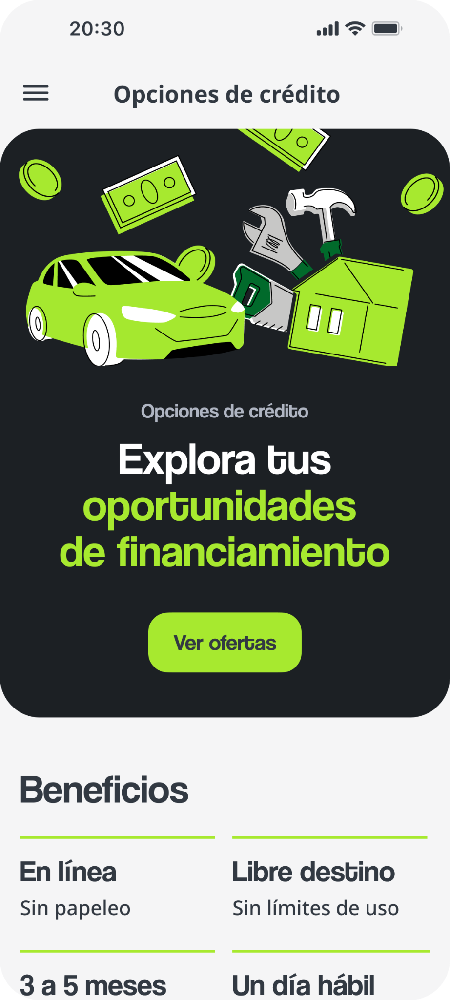 20:30
Opciones de crédito
Opciones de crédito
Explora tus
oportunidades
de financiamiento
Ver ofertas
Beneficios
En línea
Sin papeleo
Libre destino
Sin límites de uso
3 a 5 meses
Un día hábil